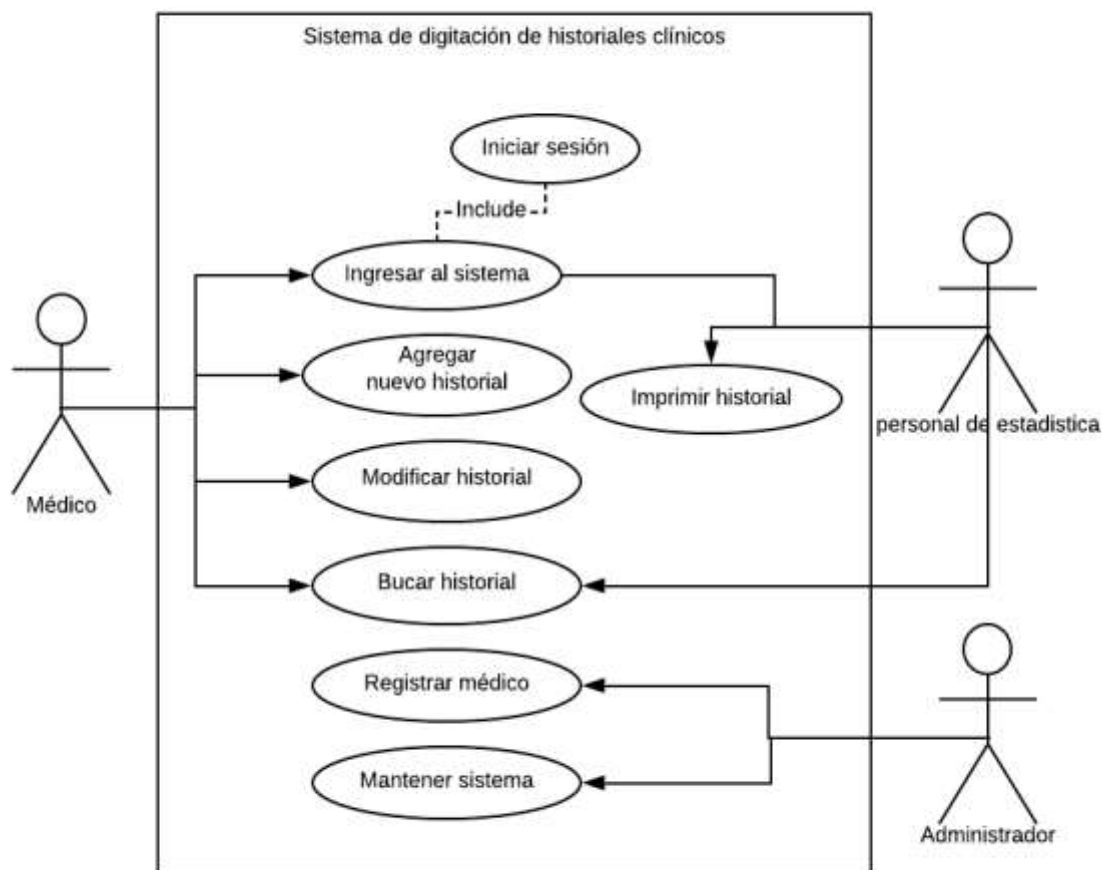 Sistema de digitación de historiales clínicos
Iniciar sesión
Include
Ingresar al sistema
Agregar
nuevo historial
Imprimir historial
personal de estadística
Modificar historial
Médico
Bucar historial
Registrar médico
Mantener sistema
Administrador